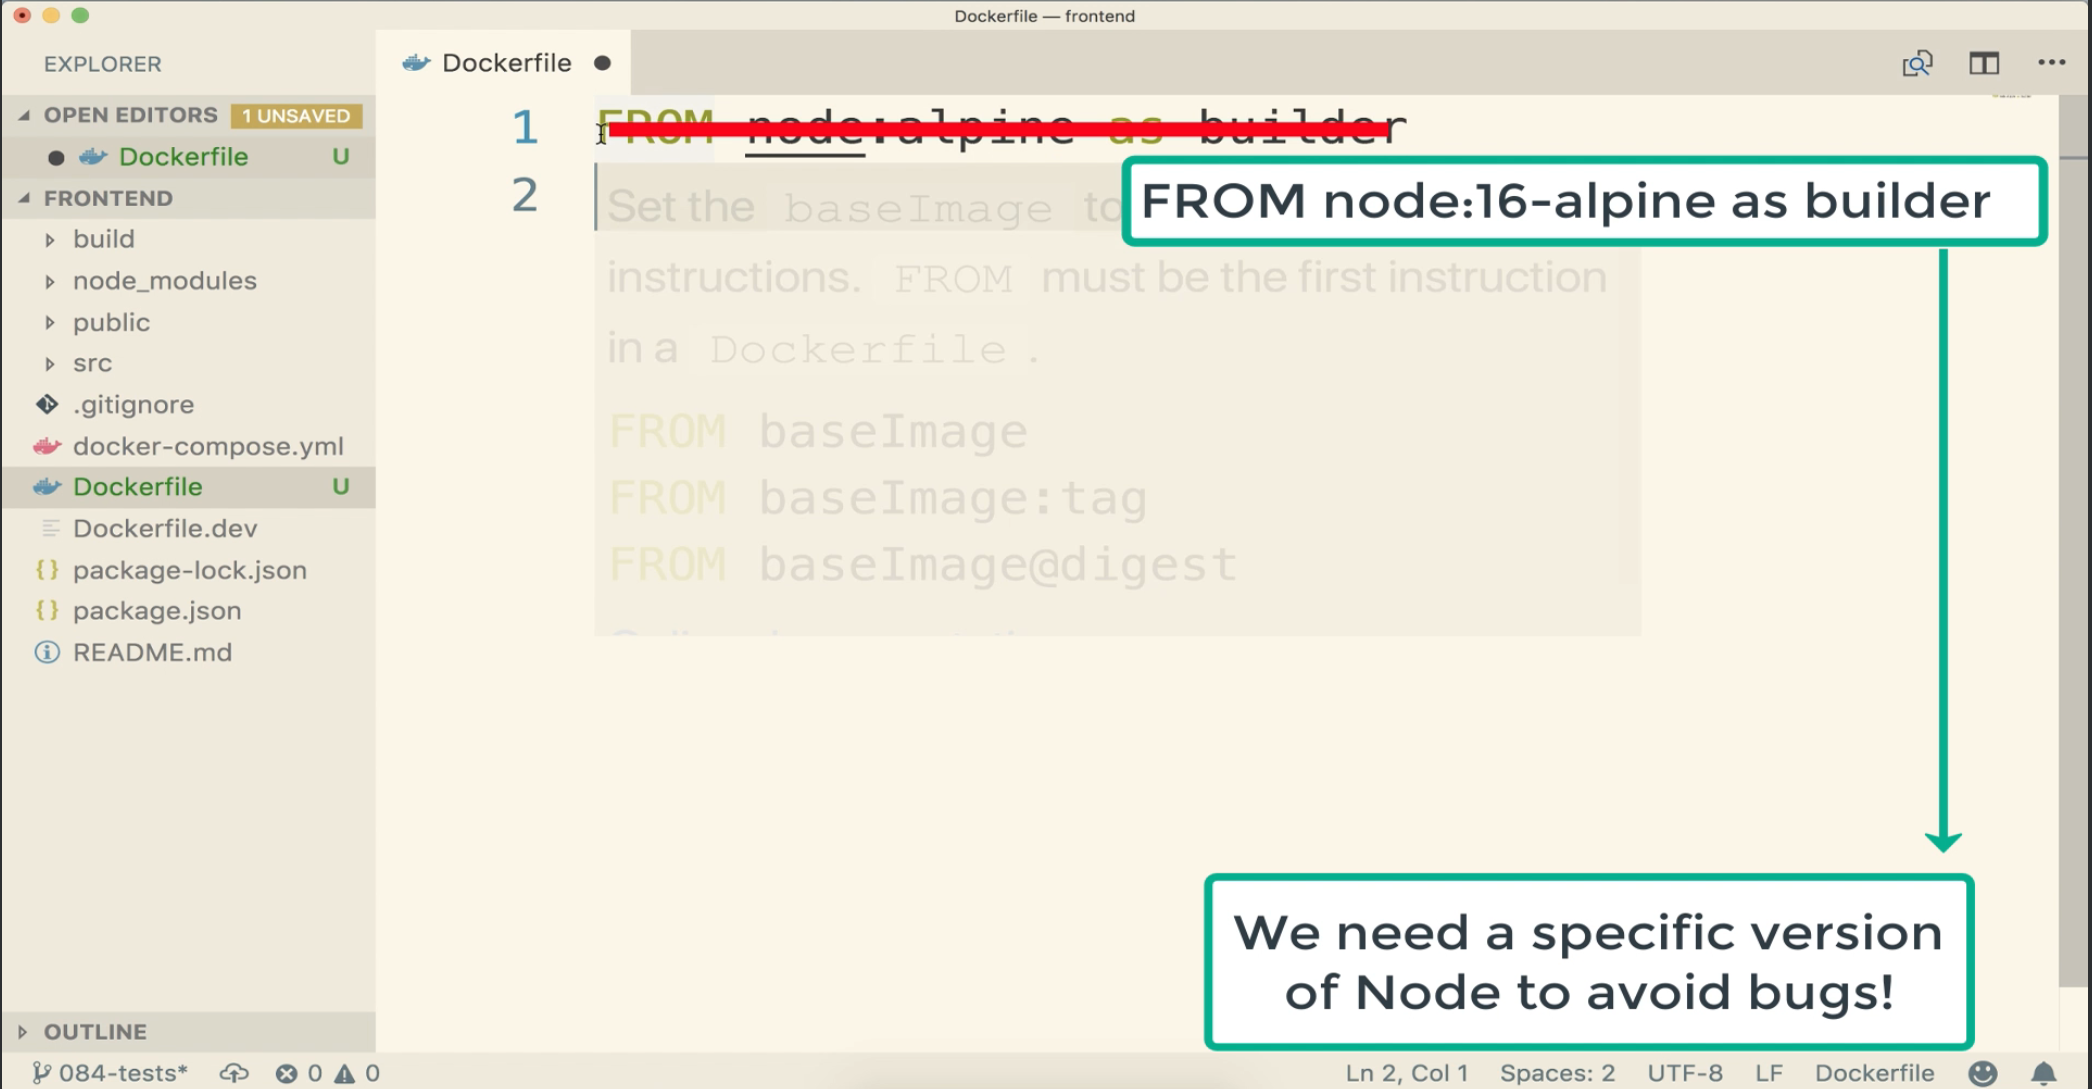 Dockerfile — frontend
EXPLORER
Dockerfile
OPEN EDITORS 1 UNSAVED
Dockerfile U
FRONTEND
build
node_modules
public
src
.gitignore
docker-compose.yml
Dockerfile U
Dockerfile.dev
package-lock.json
package.json
README.md
OUTLINE
1 FROM node:alpine as builder
2
Set the baseImage to
instructions. FROM must be the first instruction
in a Dockerfile.
FROM baseImage
FROM baseImage:tag
FROM baseImage@digest
FROM node:16-alpine as builder
We need a specific version
of Node to avoid bugs!
084-tests* 0 0 Ln 2, Col 1 Spaces: 2 UTF-8 LF Dockerfile